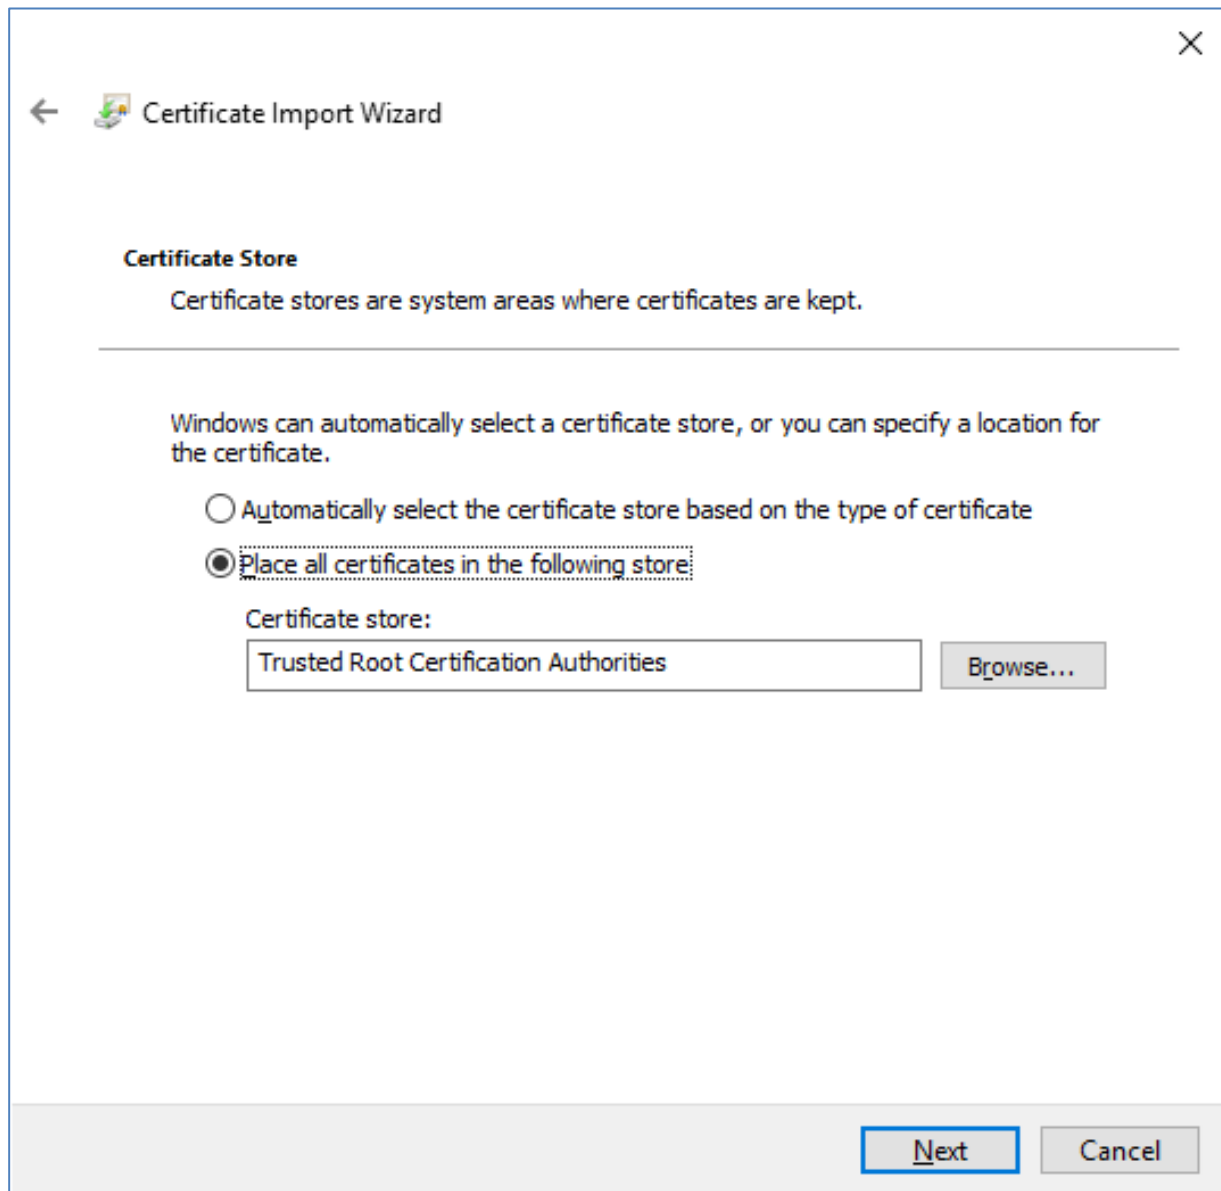 Certificate Import Wizard
Certificate Store
Certificate stores are system areas where certificates are kept.
Windows can automatically select a certificate store, or you can specify a location for
the certificate.
Automatically select the certificate store based on the type of certificate
Place all certificates in the following store
Certificate store:
Trusted Root Certification Authorities
Browse...
Next
Cancel